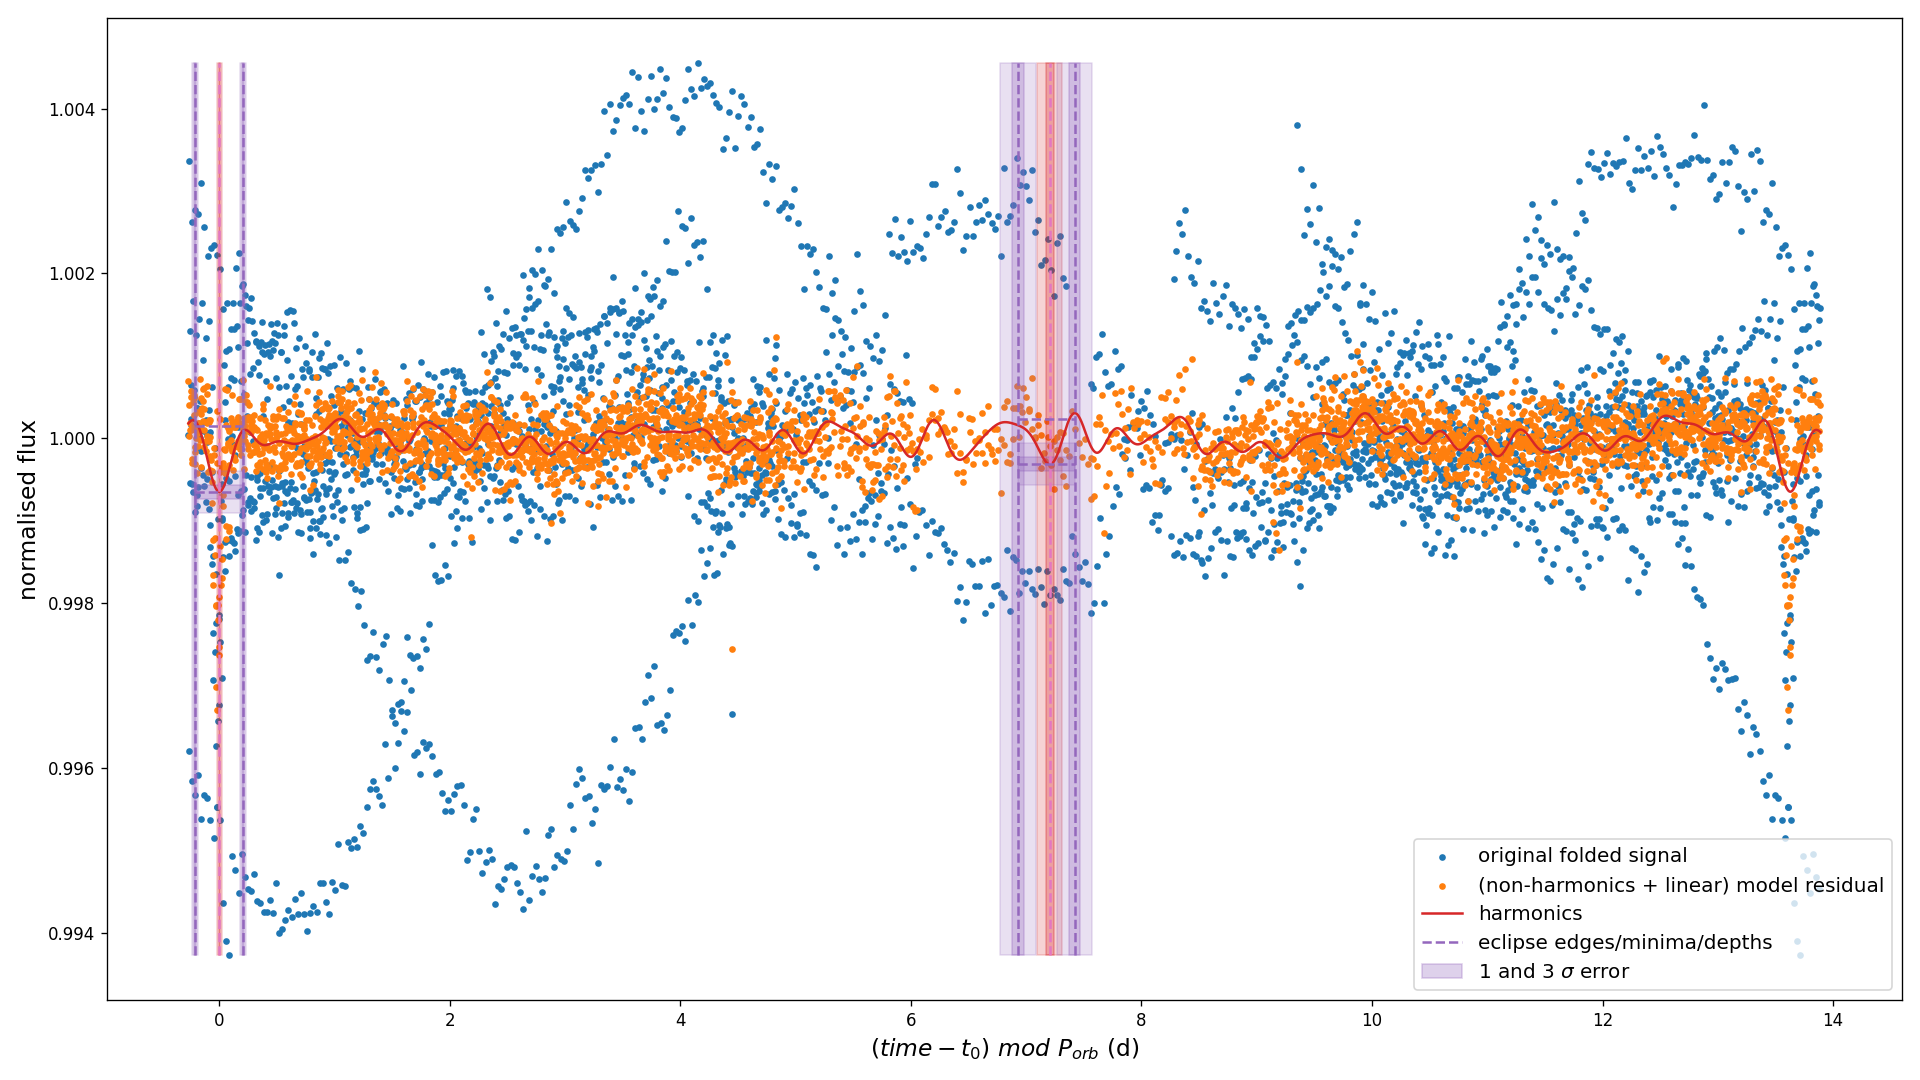 normalised flux
1.004
1.002
1.000
0.998
0.996
0.994
0 2 4 6 8 10 12 14
(time − t₀) mod P_orb (d)
original folded signal
(non-harmonics + linear) model residual
harmonics
eclipse edges/minima/depths
1 and 3 σ error